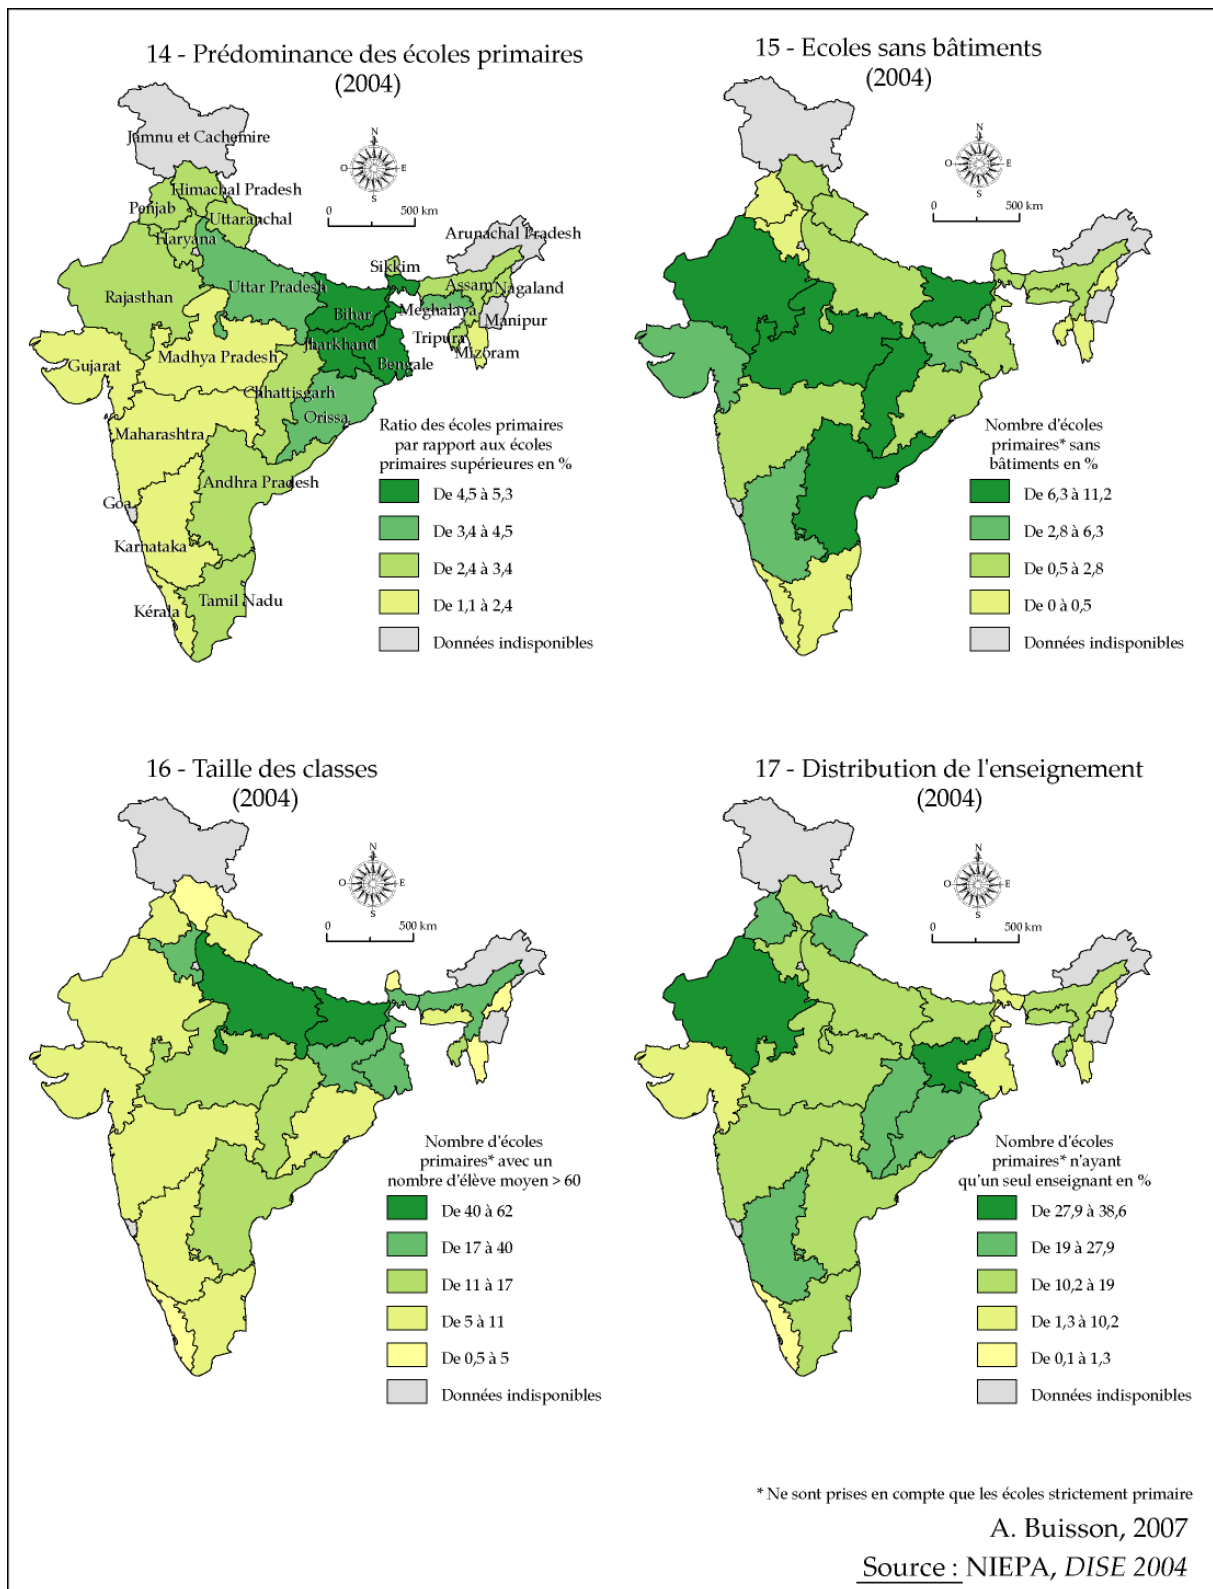 14 - Prédominance des écoles primaires
(2004)
Jamnu et Cachemire
N
O
E
S
Himachal Pradesh
Penjab
Uttaranchal
0
500 km
Haryana
Arunachal Pradesh
Sikkim
Uttar Pradesh
Assam
Nagaland
Rajasthan
Bihar
Meghalaya
Manipur
Jharkhand
Tripura
Madhya Pradesh
Mizoram
Gujarat
Bengale
Chhattisgarh
Orissa
Maharashtra
Andhra Pradesh
Goa
Karnataka
Tamil Nadu
Kérala
Ratio des écoles primaires
par rapport aux écoles
primaires supérieures en %
De 4,5 à 5,3
De 3,4 à 4,5
De 2,4 à 3,4
De 1,1 à 2,4
Données indisponibles
15 - Ecoles sans bâtiments
(2004)
N
O
E
S
0
500 km
Nombre d'écoles
primaires* sans
bâtiments en %
De 6,3 à 11,2
De 2,8 à 6,3
De 0,5 à 2,8
De 0 à 0,5
Données indisponibles
16 - Taille des classes
(2004)
N
O
E
S
0
500 km
Nombre d'écoles
primaires* avec un
nombre d'élève moyen > 60
De 40 à 62
De 17 à 40
De 11 à 17
De 5 à 11
De 0,5 à 5
Données indisponibles
17 - Distribution de l'enseignement
(2004)
N
O
E
S
0
500 km
Nombre d'écoles
primaires* n'ayant
qu'un seul enseignant en %
De 27,9 à 38,6
De 19 à 27,9
De 10,2 à 19
De 1,3 à 10,2
De 0,1 à 1,3
Données indisponibles
* Ne sont prises en compte que les écoles strictement primaire
A. Buisson, 2007
Source : NIEPA, DISE 2004